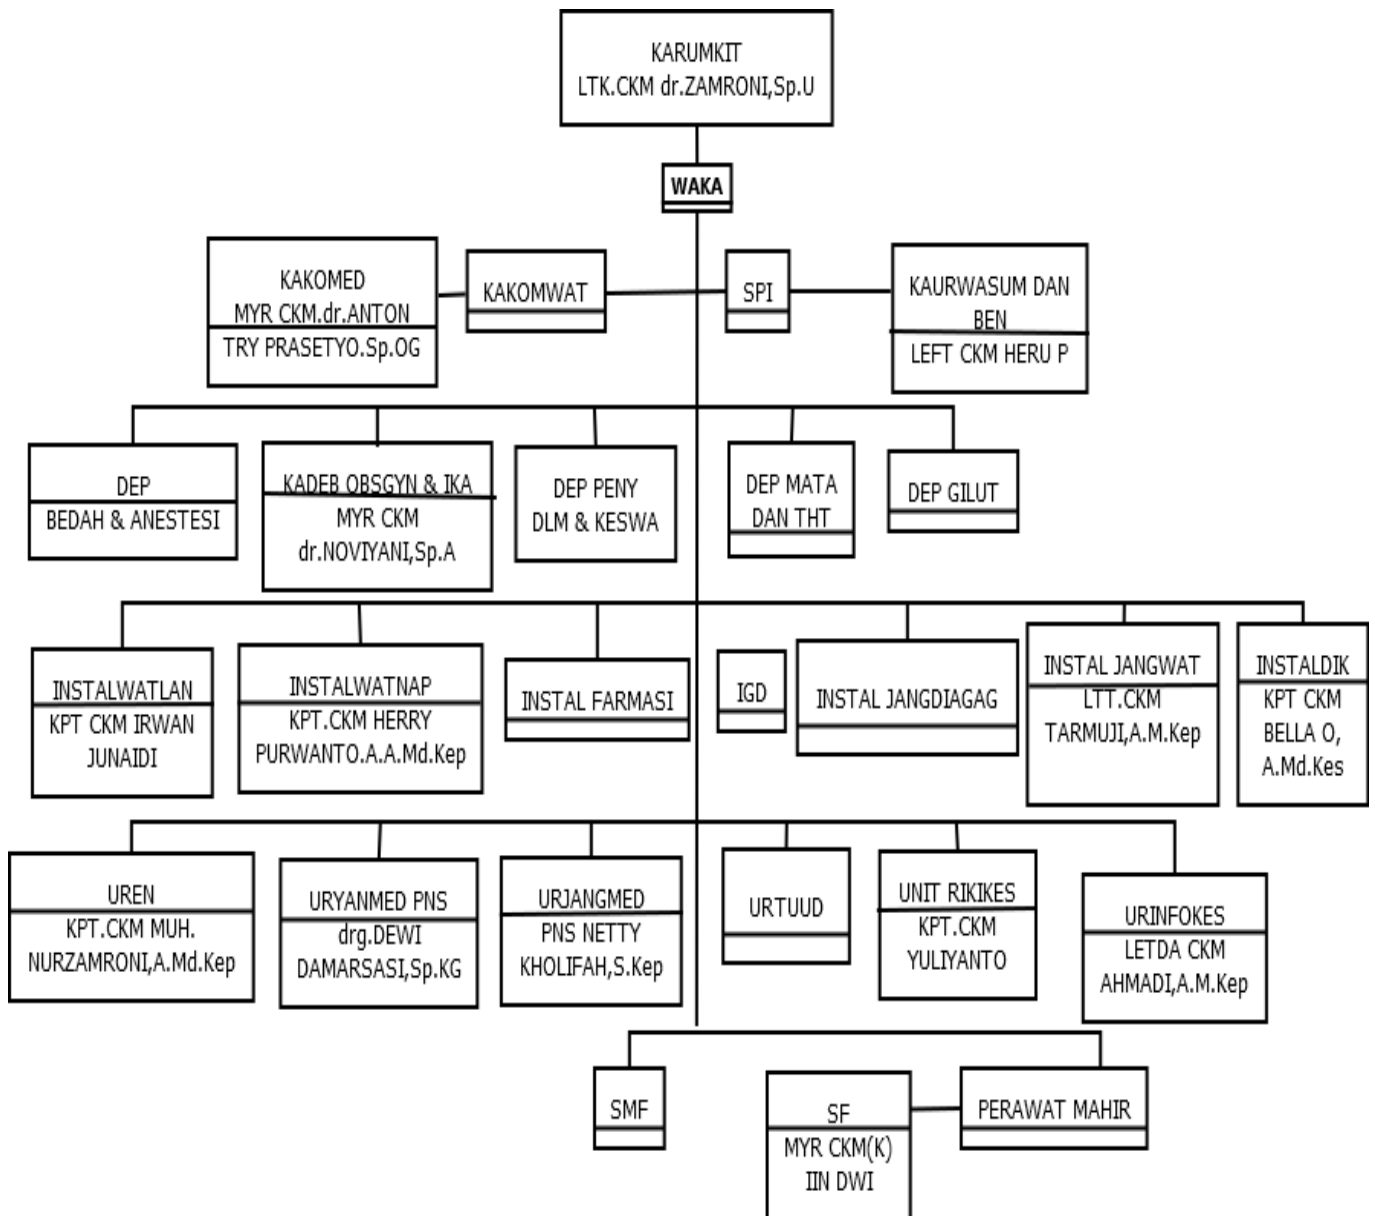 KARUMKIT
LTK.CKM dr.ZAMRONI,Sp.U
WAKA
KAKOMED
MYR CKM.dr.ANTON
TRY PRASETYO.Sp.OG
KAKOMWAT
SPI
KAURWASUM DAN
BEN
LEFT CKM HERU P
DEP
BEDAH & ANESTESI
KADEB OBSGYN & IKA
MYR CKM
dr.NOVIYANI,Sp.A
DEP PENY
DLM & KESWA
DEP MATA
DAN THT
DEP GILUT
INSTALWATLAN
KPT CKM IRWAN
JUNAIDI
INSTALWATNAP
KPT.CKM HERRY
PURWANTO.A.A.Md.Kep
INSTAL FARMASI
IGD
INSTAL JANGDIAGAG
INSTAL JANGWAT
LTT.CKM
TARMUJI,A.M.Kep
INSTALDIK
KPT CKM
BELLA O,
A.Md.Kes
UREN
KPT.CKM MUH.
NURZAMRONI,A.Md.Kep
URYANMED PNS
drg.DEWI
DAMARSASI,Sp.KG
URJANGMED
PNS NETTY
KHOLIFAH,S.Kep
URTUUD
UNIT RIKIKES
KPT.CKM
YULIYANTO
URINFOKES
LETDA CKM
AHMADI,A.M.Kep
SMF
SF
MYR CKM(K)
IIN DWI
PERAWAT MAHIR